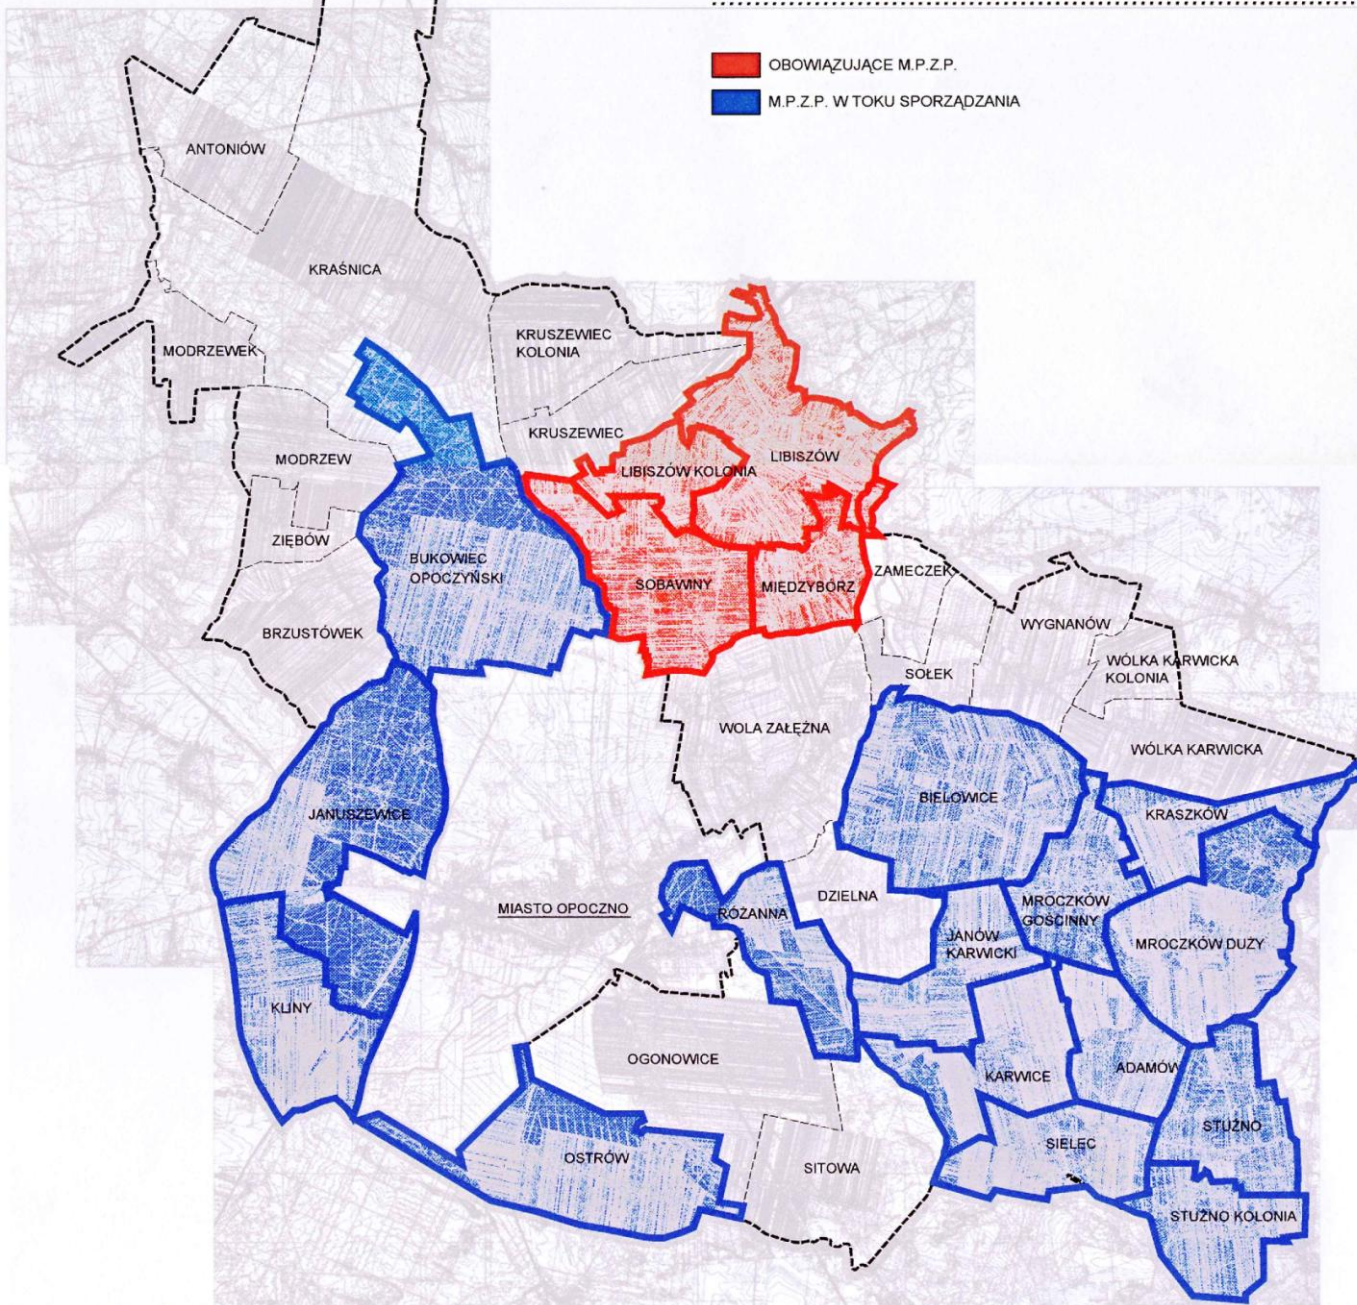 OBOWIĄZUJĄCE M.P.Z.P.
M.P.Z.P. W TOKU SPORZĄDZANIA
ANTONIÓW
KRAŚNICA
MODRZEWEK
KRUSZEWIEC
KOLONIA
KRUSZEWIEC
MODRZEW
LIBISZÓW KOLONIA
LIBISZÓW
ZIĘBÓW
BUKOWIEC
OPOCZYŃSKI
SOBAWINY
MIĘDZYBÓRZ
ZAMECZEK
BRZUSTÓWEK
WYGNANÓW
SOŁEK
WÓLKA KARWICKA
KOLONIA
WOLA ZAŁĘŻNA
WÓLKA KARWICKA
BIELOWICE
JANUSZEWICE
KRASZKÓW
MIASTO OPOCZNO
RÓŻANNA
DZIELNA
MROCZKÓW
GOŚCINNY
JANÓW
KARWICKI
MROCZKÓW DUŻY
KLINY
OGONOWICE
KARWICE
ADAMÓW
OSTRÓW
SITOWA
SIELEC
STUŻNO
STUŻNO KOLONIA